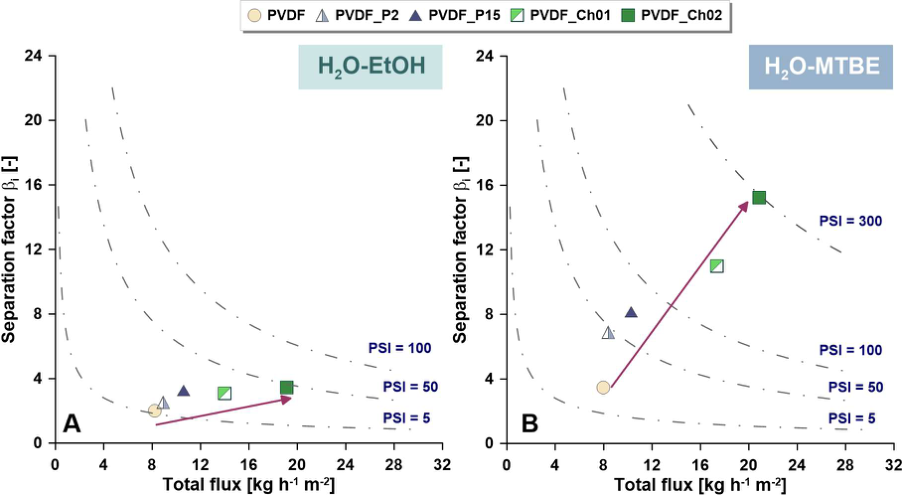 PVDF PVDF_P2 PVDF_P15 PVDF_Ch01 PVDF_Ch02
H2O-EtOH
24
20
16
12
8
4
0
Separation factor βi [-]
PSI = 100
PSI = 50
PSI = 5
A
0 4 8 12 16 20 24 28 32
Total flux [kg h-1 m-2]
H2O-MTBE
24
20
16
12
8
4
0
Separation factor βi [-]
PSI = 300
PSI = 100
PSI = 50
PSI = 5
B
0 4 8 12 16 20 24 28 32
Total flux [kg h-1 m-2]